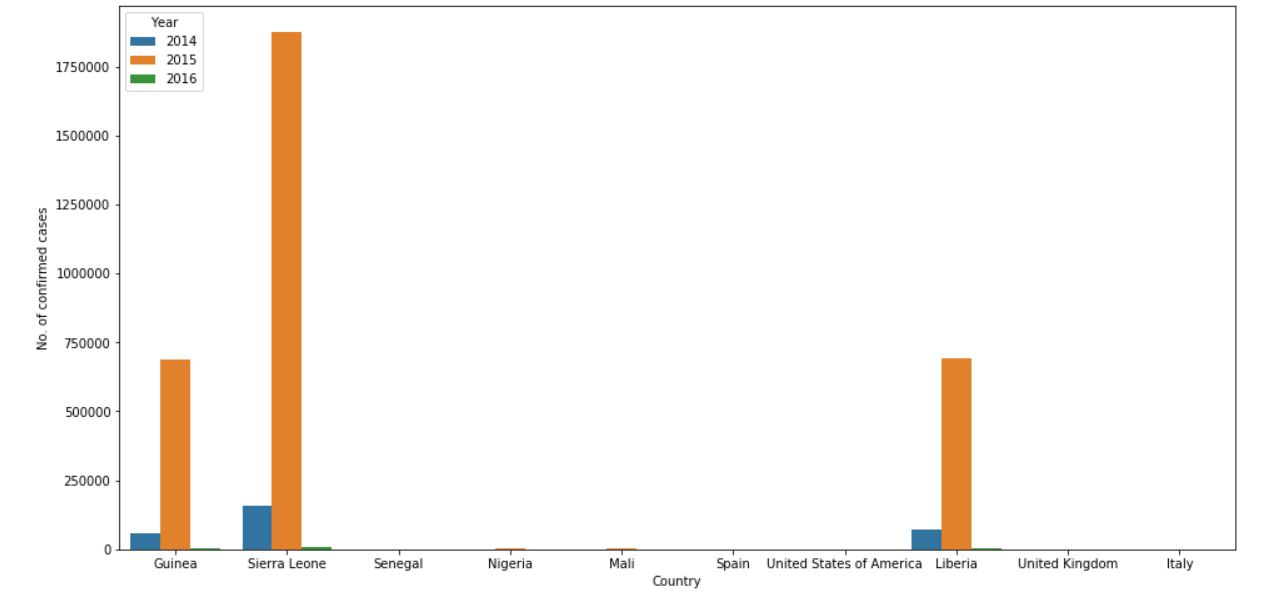 Year
2014
2015
2016
1750000
1500000
1250000
1000000
750000
500000
250000
0
No. of confirmed cases
Guinea
Sierra Leone
Senegal
Nigeria
Mali
Spain
United States of America
Liberia
United Kingdom
Italy
Country